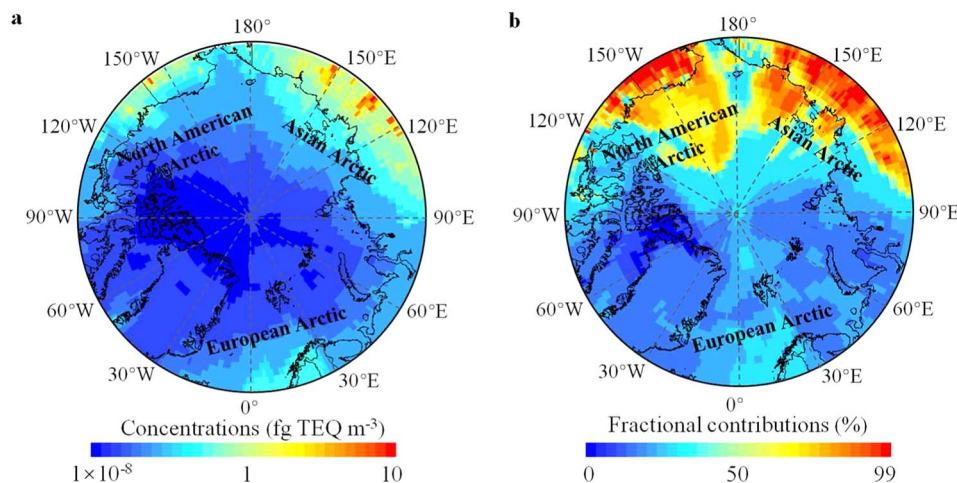 a
180°
150°W
150°E
120°W
120°E
North American
Arctic
Asian Arctic
90°W
90°E
60°W
60°E
European Arctic
30°W
30°E
0°
Concentrations (fg TEQ m⁻³)
1×10⁻⁸
1
10
b
180°
150°W
150°E
120°W
120°E
North American
Arctic
Asian Arctic
90°W
90°E
60°W
60°E
European Arctic
30°W
30°E
0°
Fractional contributions (%)
0
50
99